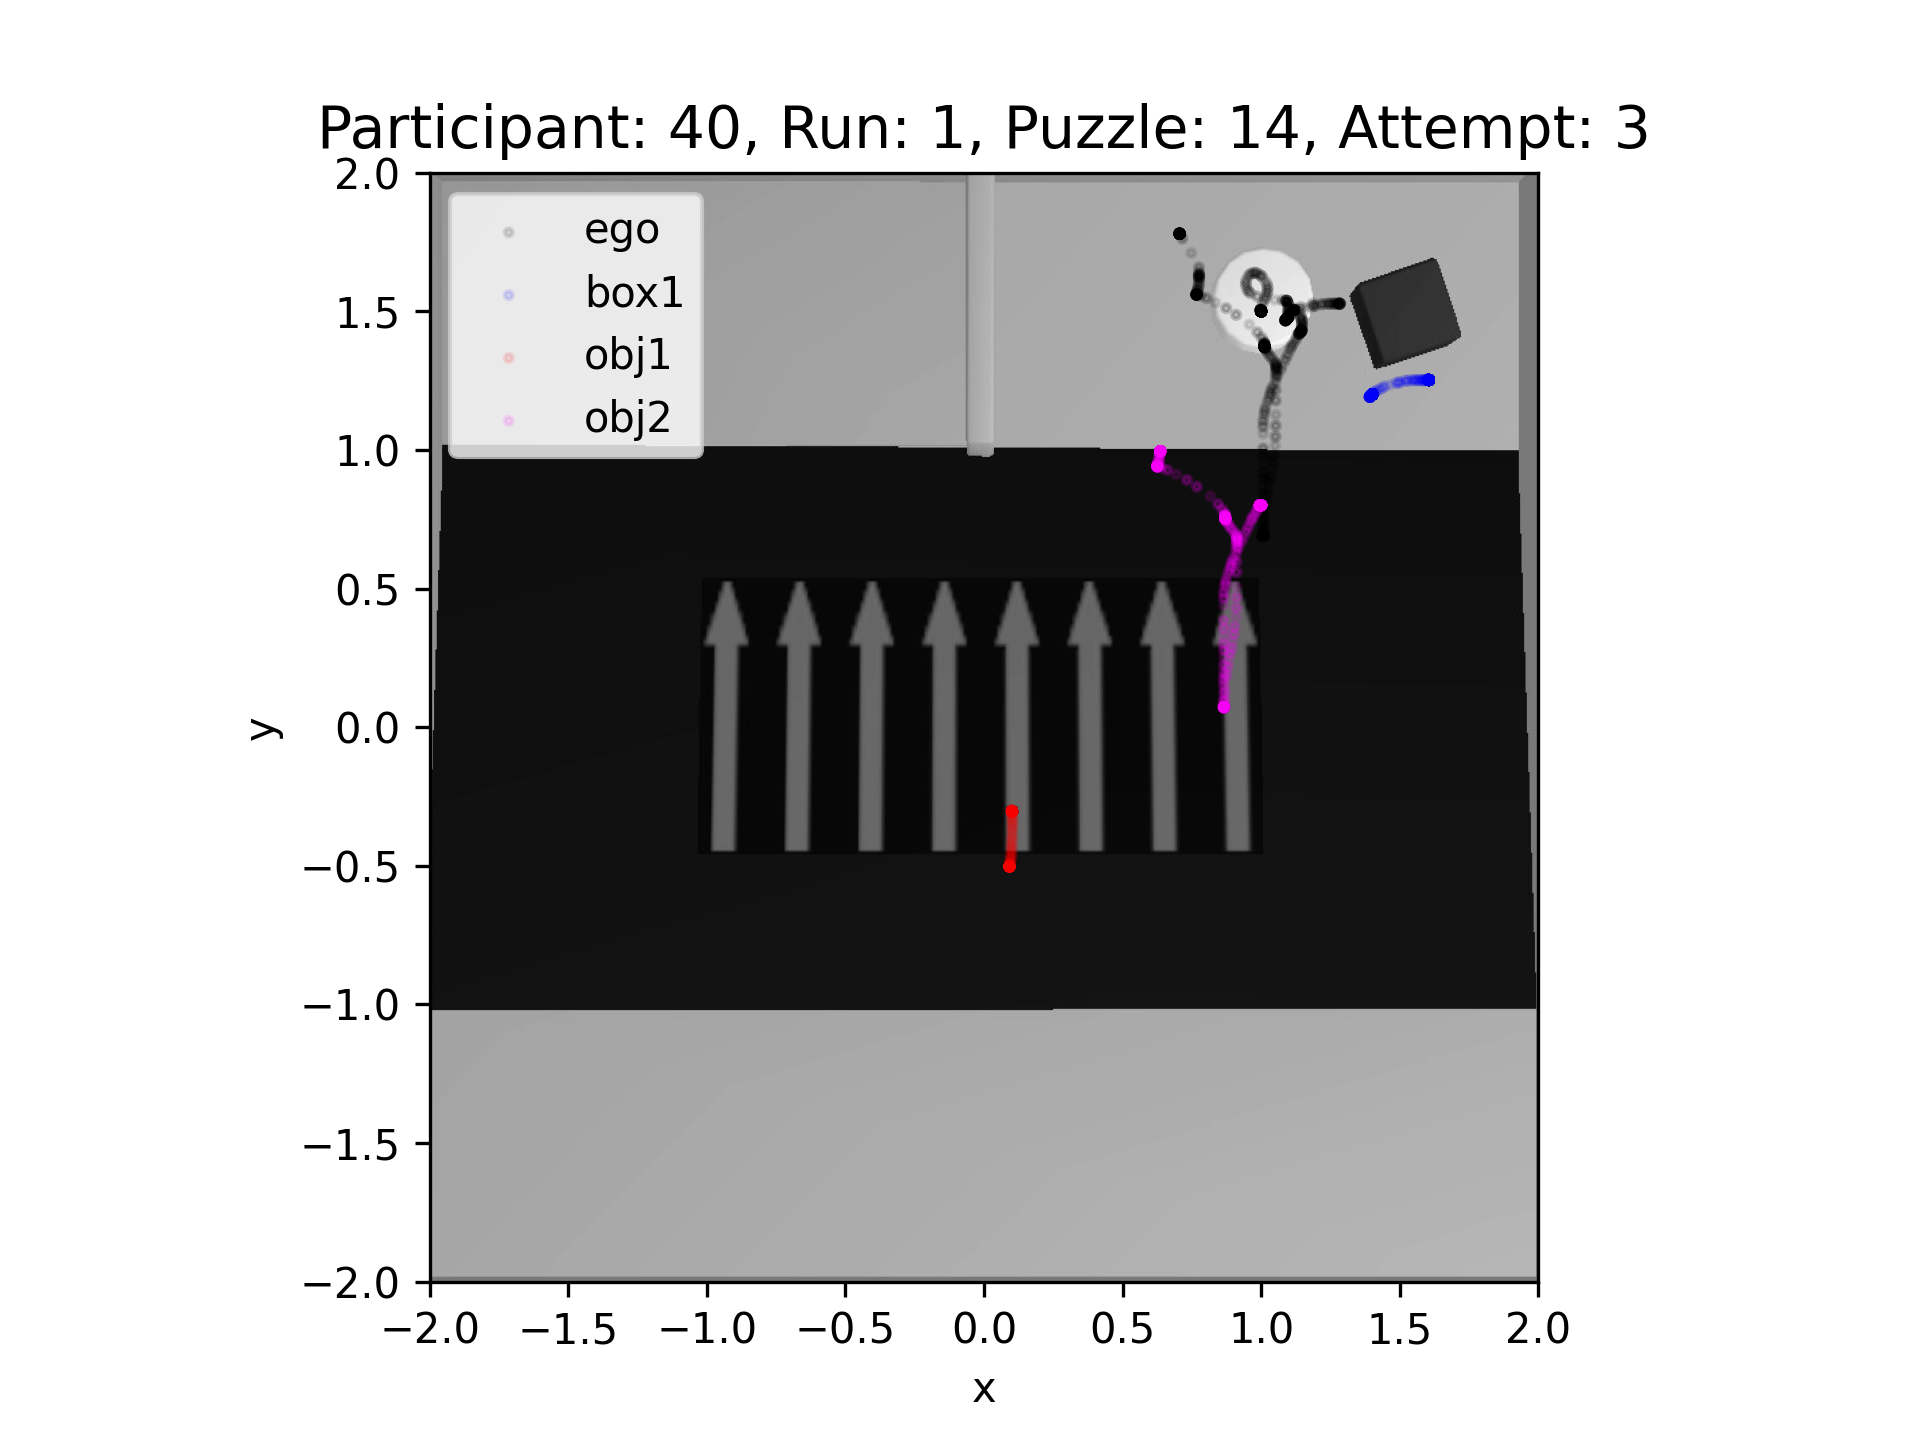 Participant: 40, Run: 1, Puzzle: 14, Attempt: 3
2.0
1.5
1.0
0.5
0.0
−0.5
−1.0
−1.5
−2.0
ego
box1
obj1
obj2
y
−2.0 −1.5 −1.0 −0.5 0.0 0.5 1.0 1.5 2.0
x